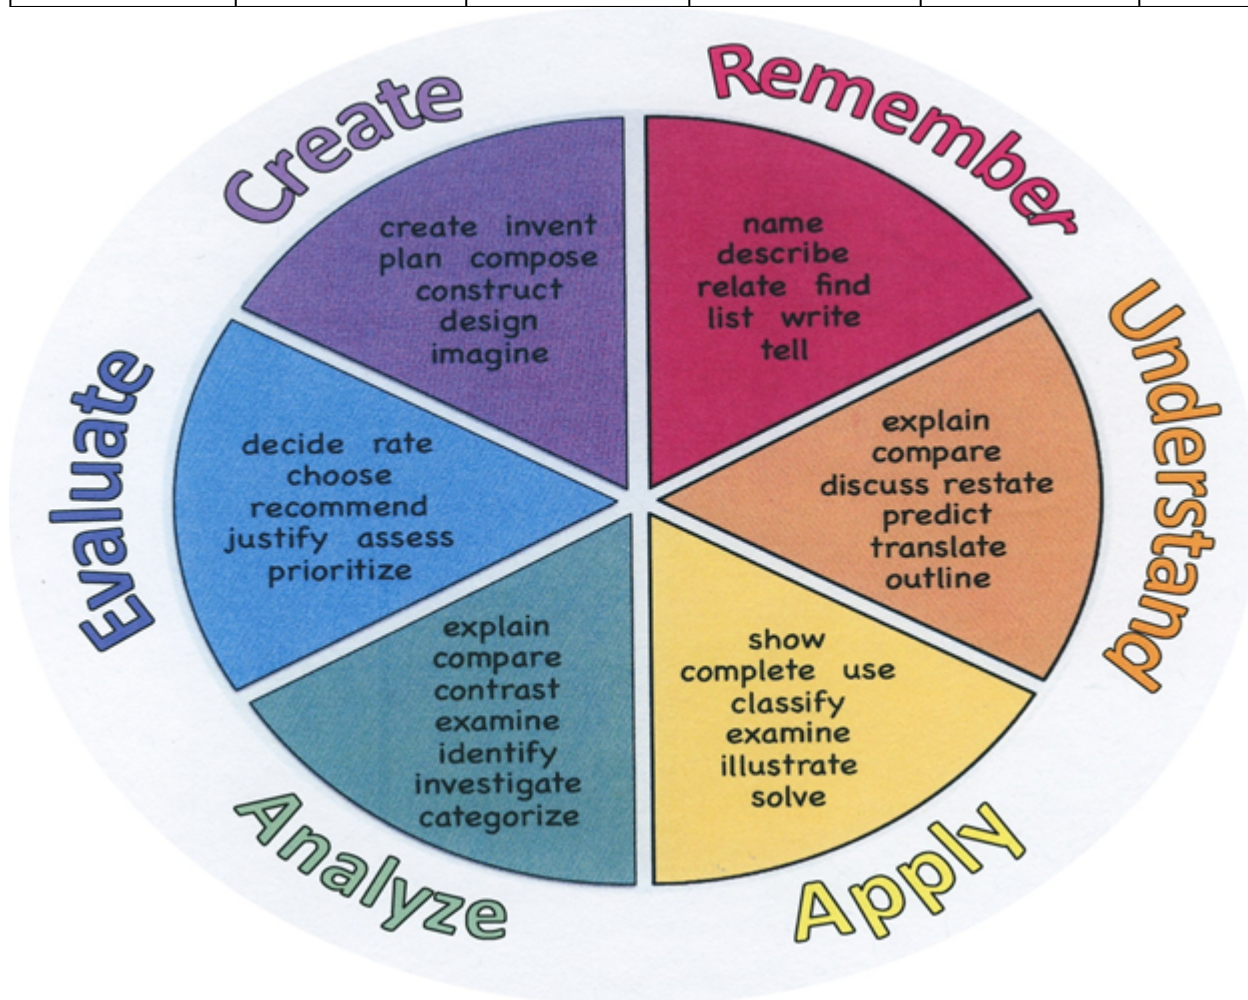 Remember
name
describe
relate find
list write
tell
Understand
explain
compare
discuss restate
predict
translate
outline
Apply
show
complete use
classify
examine
illustrate
solve
Analyze
explain
compare
contrast
examine
identify
investigate
categorize
Evaluate
decide rate
choose
recommend
justify assess
prioritize
Create
create invent
plan compose
construct
design
imagine